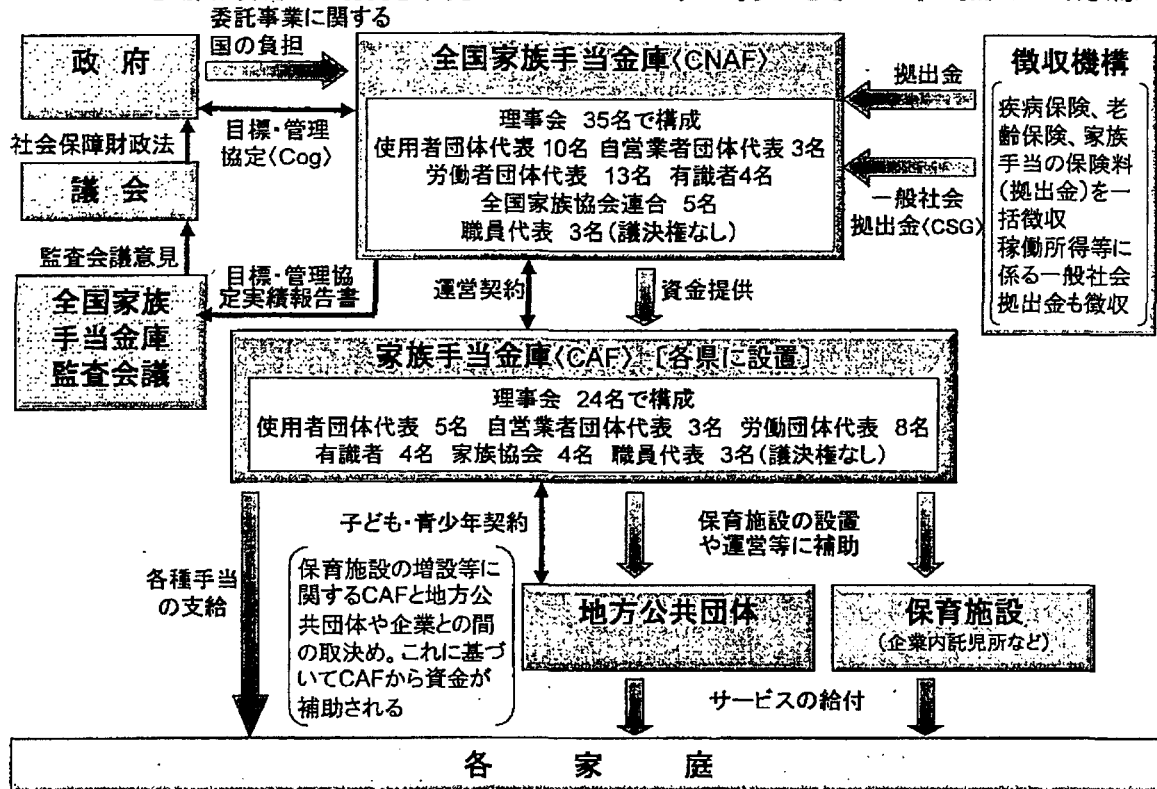 委託事業に関する
国の負担
政府
全国家族手当金庫〈CNAF〉
拠出金
徴収機構
目標・管理
協定〈Cog〉
社会保障財政法
議会
理事会 35名で構成
使用者団体代表 10名 自営業者団体代表 3名
労働者団体代表 13名 有識者4名
全国家族協会連合 5名
職員代表 3名(議決権なし)
一般社会
拠出金〈CSG〉
疾病保険、老
齢保険、家族
手当の保険料
(拠出金)を一
括徴収
稼働所得等に
係る一般社会
拠出金も徴収
監査会議意見
目標・管理協
定実績報告書
全国家族
手当金庫
監査会議
運営契約
資金提供
家族手当金庫〈CAF〉 [各県に設置]
理事会 24名で構成
使用者団体代表 5名 自営業者団体代表 3名 労働団体代表 8名
有識者 4名 家族協会 4名 職員代表 3名(議決権なし)
各種手当
の支給
子ども・青少年契約
保育施設の増設等に
関するCAFと地方公
共団体や企業との間
の取決め。これに基づ
いてCAFから資金が
補助される
保育施設の設置
や運営等に補助
地方公共団体
保育施設
(企業内託児所など)
サービスの給付
各家庭